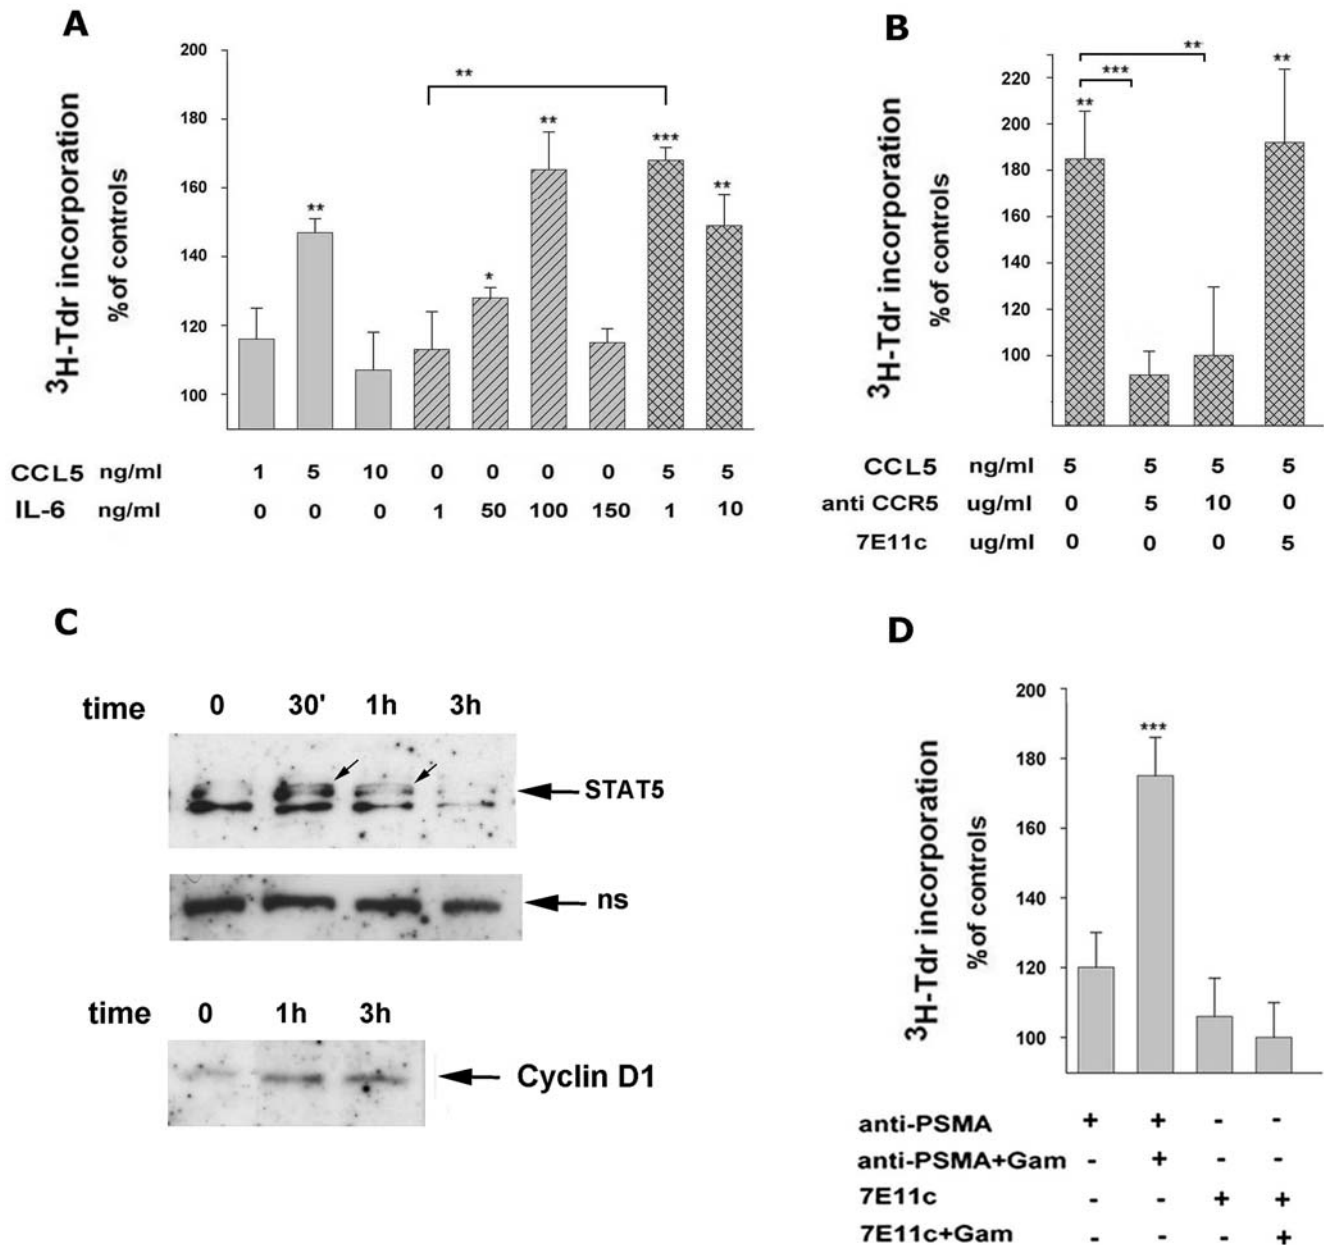 A
3H-Tdr incorporation
% of controls
200
180
160
140
120
100
**
**
*
**
***
**
CCL5 ng/ml 1 5 10 0 0 0 0 5 5
IL-6 ng/ml 0 0 0 1 50 100 150 1 10
B
3H-Tdr incorporation
% of controls
220
200
180
160
140
120
100
**
***
**
**
CCL5 ng/ml 5 5 5 5
anti CCR5 ug/ml 0 5 10 0
7E11c ug/ml 0 0 0 5
C
time 0 30' 1h 3h
STAT5
ns
time 0 1h 3h
Cyclin D1
D
3H-Tdr incorporation
% of controls
200
180
160
140
120
100
***
anti-PSMA + + - -
anti-PSMA+Gam - + - -
7E11c - - + +
7E11c+Gam - - - +